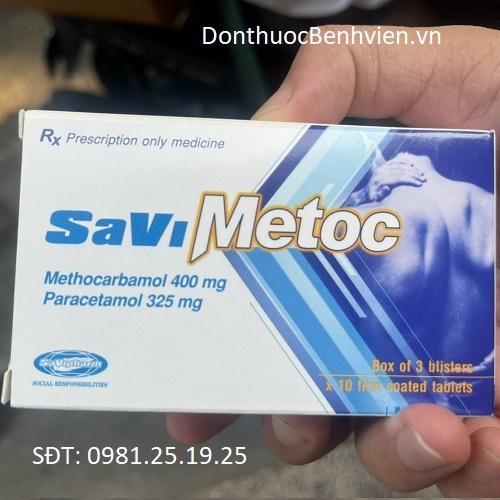 DonthuocBenhvien.vn
Rx Prescription only medicine
SaVi Metoc
Methocarbamol 400 mg
Paracetamol 325 mg
Box of 3 blisters
x 10 film coated tablets
SaVipharm
SOCIAL RESPONSIBILITIES
SĐT: 0981.25.19.25